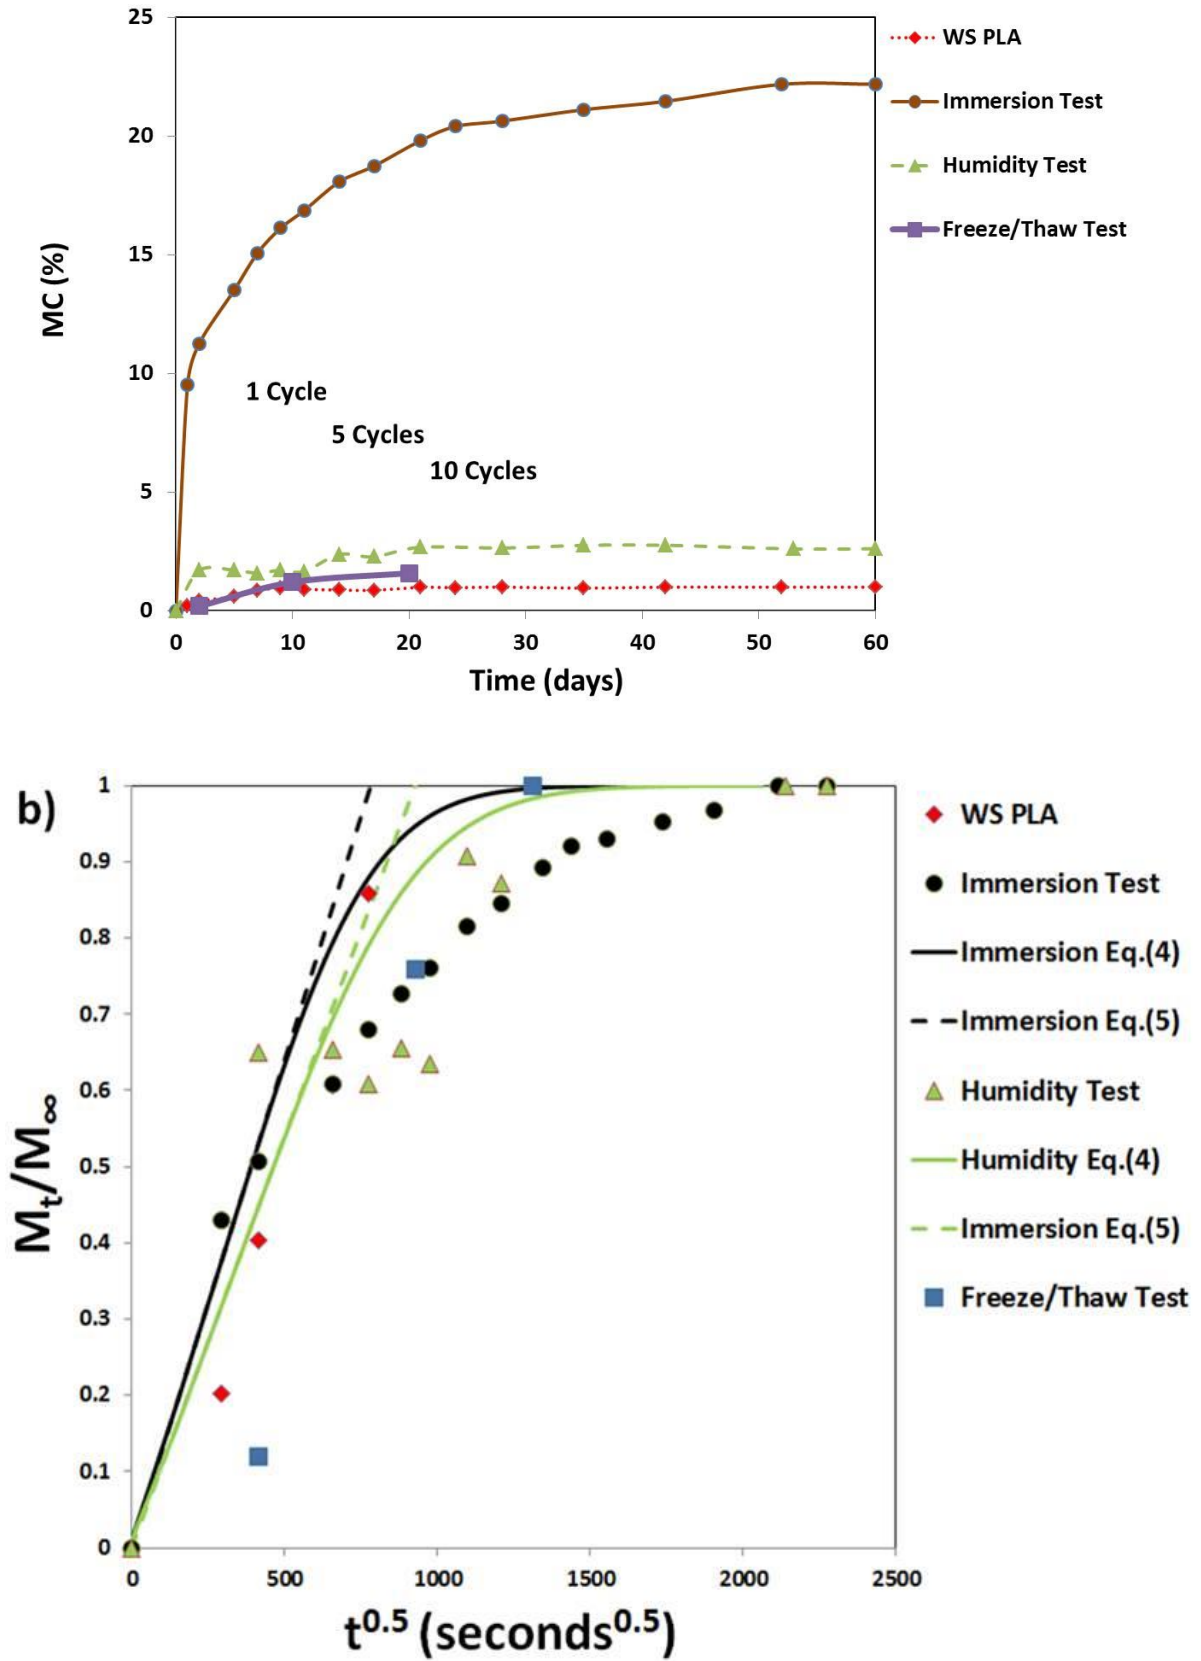 25
20
15
10
5
0
MC (%)
1 Cycle
5 Cycles
10 Cycles
0 10 20 30 40 50 60
Time (days)
WS PLA
Immersion Test
Humidity Test
Freeze/Thaw Test
b)
1
0.9
0.8
0.7
0.6
0.5
0.4
0.3
0.2
0.1
0
Mt/M∞
0 500 1000 1500 2000 2500
t0.5 (seconds0.5)
WS PLA
Immersion Test
Immersion Eq.(4)
Immersion Eq.(5)
Humidity Test
Humidity Eq.(4)
Immersion Eq.(5)
Freeze/Thaw Test